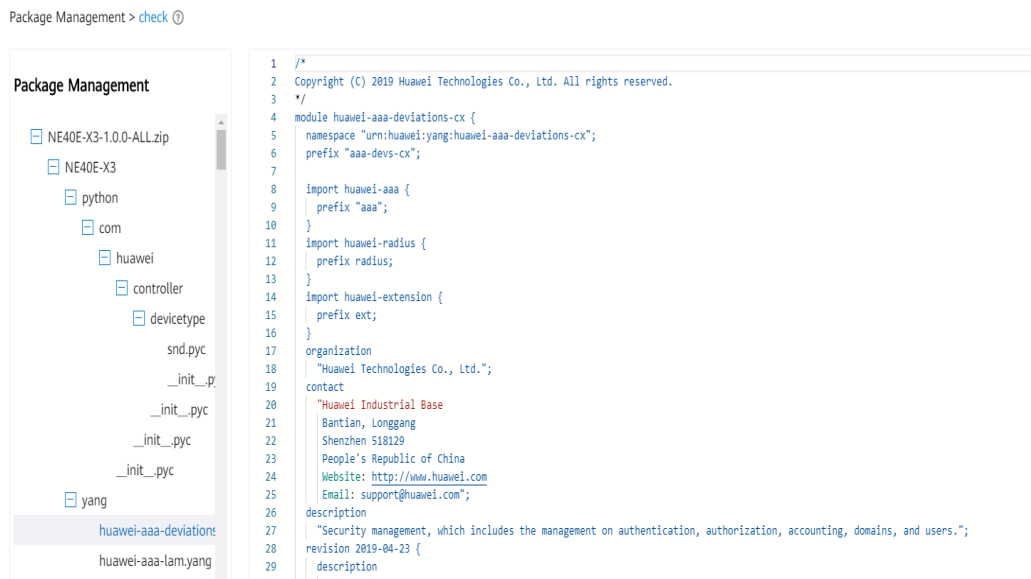 Package Management > check ?
Package Management
NE40E-X3-1.0.0-ALL.zip
NE40E-X3
python
com
huawei
controller
devicetype
snd.pyc
__init__.py
__init__.pyc
__init__.pyc
__init__.pyc
yang
huawei-aaa-deviations
huawei-aaa-lam.yang
1 /*
2 Copyright (C) 2019 Huawei Technologies Co., Ltd. All rights reserved.
3 */
4 module huawei-aaa-deviations-cx {
5 namespace "urn:huawei:yang:huawei-aaa-deviations-cx";
6 prefix "aaa-devs-cx";
7
8 import huawei-aaa {
9 prefix "aaa";
10 }
11 import huawei-radius {
12 prefix radius;
13 }
14 import huawei-extension {
15 prefix ext;
16 }
17 organization
18 "Huawei Technologies Co., Ltd.";
19 contact
20 "Huawei Industrial Base
21 Bantian, Longgang
22 Shenzhen 518129
23 People's Republic of China
24 Website: http://www.huawei.com
25 Email: support@huawei.com";
26 description
27 "Security management, which includes the management on authentication, authorization, accounting, domains, and users.";
28 revision 2019-04-23 {
29 description